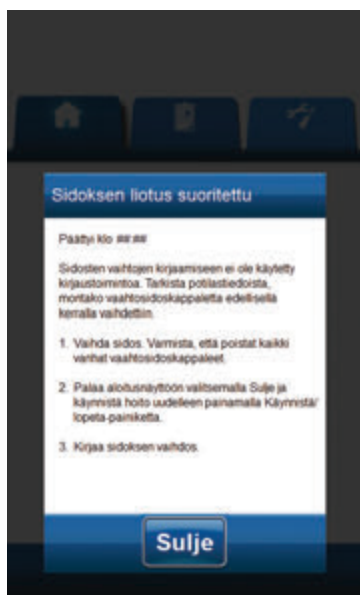 Sidoksen liotus suoritettu
Päättyi klo ##:##
Sidosten vaihtojen kirjaamiseen ei ole käytetty
kirjaustoimintoa. Tarkista potilastiedoista,
montako vaahtosidoskappaletta edellisellä
kerralla vaihdettiin.
1. Vaihda sidos. Varmista, että poistat kaikki
vanhat vaahtosidoskappaleet.
2. Palaa aloitusnäyttöön valitsemalla Sulje ja
käynnistä hoito uudelleen painamalla Käynnistä/
lopeta-painiketta.
3. Kirjaa sidoksen vaihdos.
Sulje